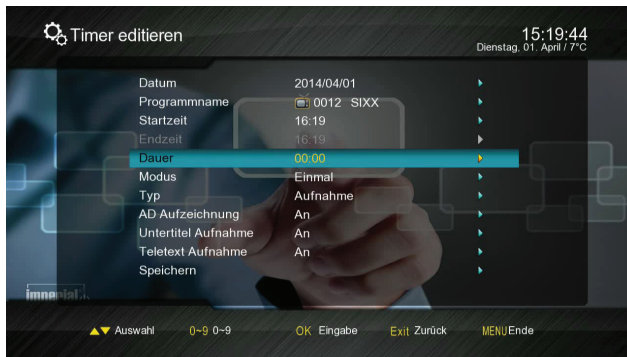 Timer editieren
15:19:44
Dienstag, 01. April / 7°C
Datum 2014/04/01
Programmname 0012 SIXX
Startzeit 16:19
Endzeit 16:19
Dauer 00:00
Modus Einmal
Typ Aufnahme
AD Aufzeichnung An
Untertitel Aufnahme An
Teletext Aufnahme An
Speichern
imperial
Auswahl 0~9 0~9 OK Eingabe Exit Zurück MENU Ende